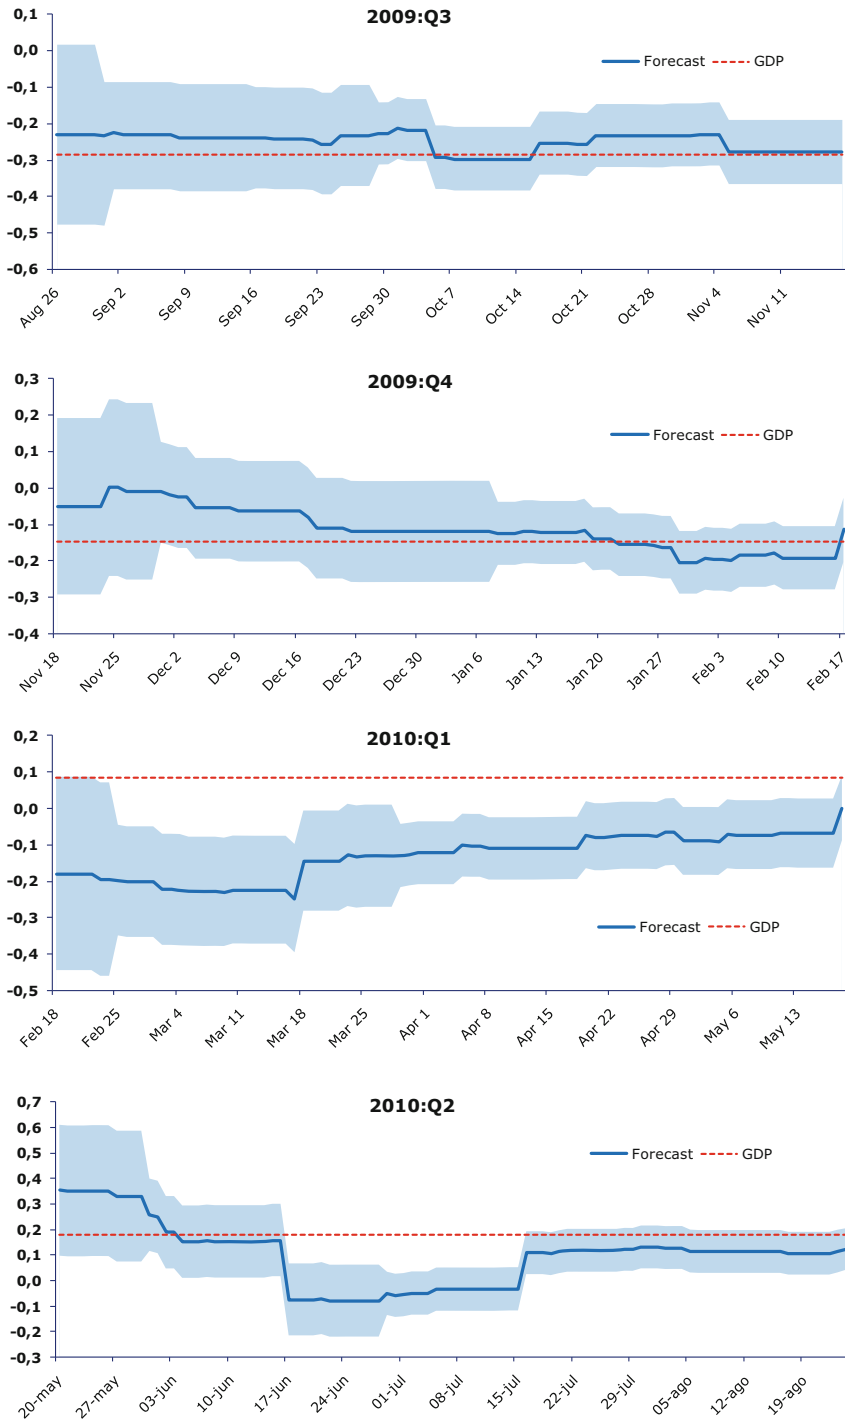 2009:Q3
0,1
0,0
-0,1
-0,2
-0,3
-0,4
-0,5
-0,6
Forecast GDP
Aug 26 Sep 2 Sep 9 Sep 16 Sep 23 Sep 30 Oct 7 Oct 14 Oct 21 Oct 28 Nov 4 Nov 11
2009:Q4
0,3
0,2
0,1
0,0
-0,1
-0,2
-0,3
-0,4
Forecast GDP
Nov 18 Nov 25 Dec 2 Dec 9 Dec 16 Dec 23 Dec 30 Jan 6 Jan 13 Jan 20 Jan 27 Feb 3 Feb 10 Feb 17
2010:Q1
0,2
0,1
0,0
-0,1
-0,2
-0,3
-0,4
-0,5
Forecast GDP
Feb 18 Feb 25 Mar 4 Mar 11 Mar 18 Mar 25 Apr 1 Apr 8 Apr 15 Apr 22 Apr 29 May 6 May 13
2010:Q2
0,7
0,6
0,5
0,4
0,3
0,2
0,1
0,0
-0,1
-0,2
-0,3
Forecast GDP
20-may 27-may 03-jun 10-jun 17-jun 24-jun 01-jul 08-jul 15-jul 22-jul 29-jul 05-ago 12-ago 19-ago